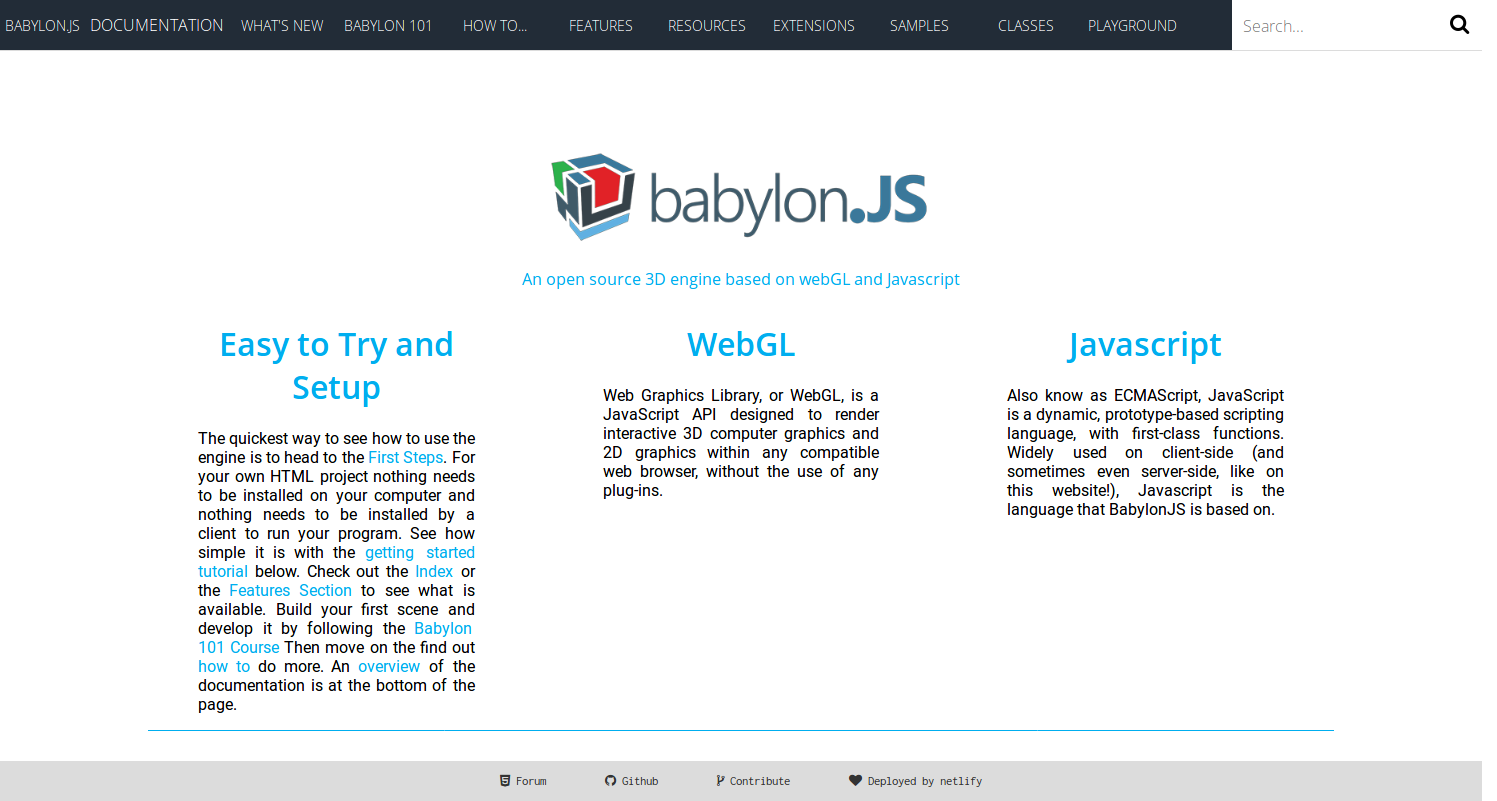 BABYLON.JS DOCUMENTATION WHAT'S NEW BABYLON 101 HOW TO... FEATURES RESOURCES EXTENSIONS SAMPLES CLASSES PLAYGROUND Search...
babylon.JS
An open source 3D engine based on webGL and Javascript
Easy to Try and
Setup
The quickest way to see how to use the
engine is to head to the First Steps. For
your own HTML project nothing needs
to be installed on your computer and
nothing needs to be installed by a
client to run your program. See how
simple it is with the getting started
tutorial below. Check out the Index or
the Features Section to see what is
available. Build your first scene and
develop it by following the Babylon
101 Course Then move on the find out
how to do more. An overview of the
documentation is at the bottom of the
page.
WebGL
Web Graphics Library, or WebGL, is a
JavaScript API designed to render
interactive 3D computer graphics and
2D graphics within any compatible
web browser, without the use of any
plug-ins.
Javascript
Also know as ECMAScript, JavaScript
is a dynamic, prototype-based scripting
language, with first-class functions.
Widely used on client-side (and
sometimes even server-side, like on
this website!), Javascript is the
language that BabylonJS is based on.
Forum Github Contribute Deployed by netlify